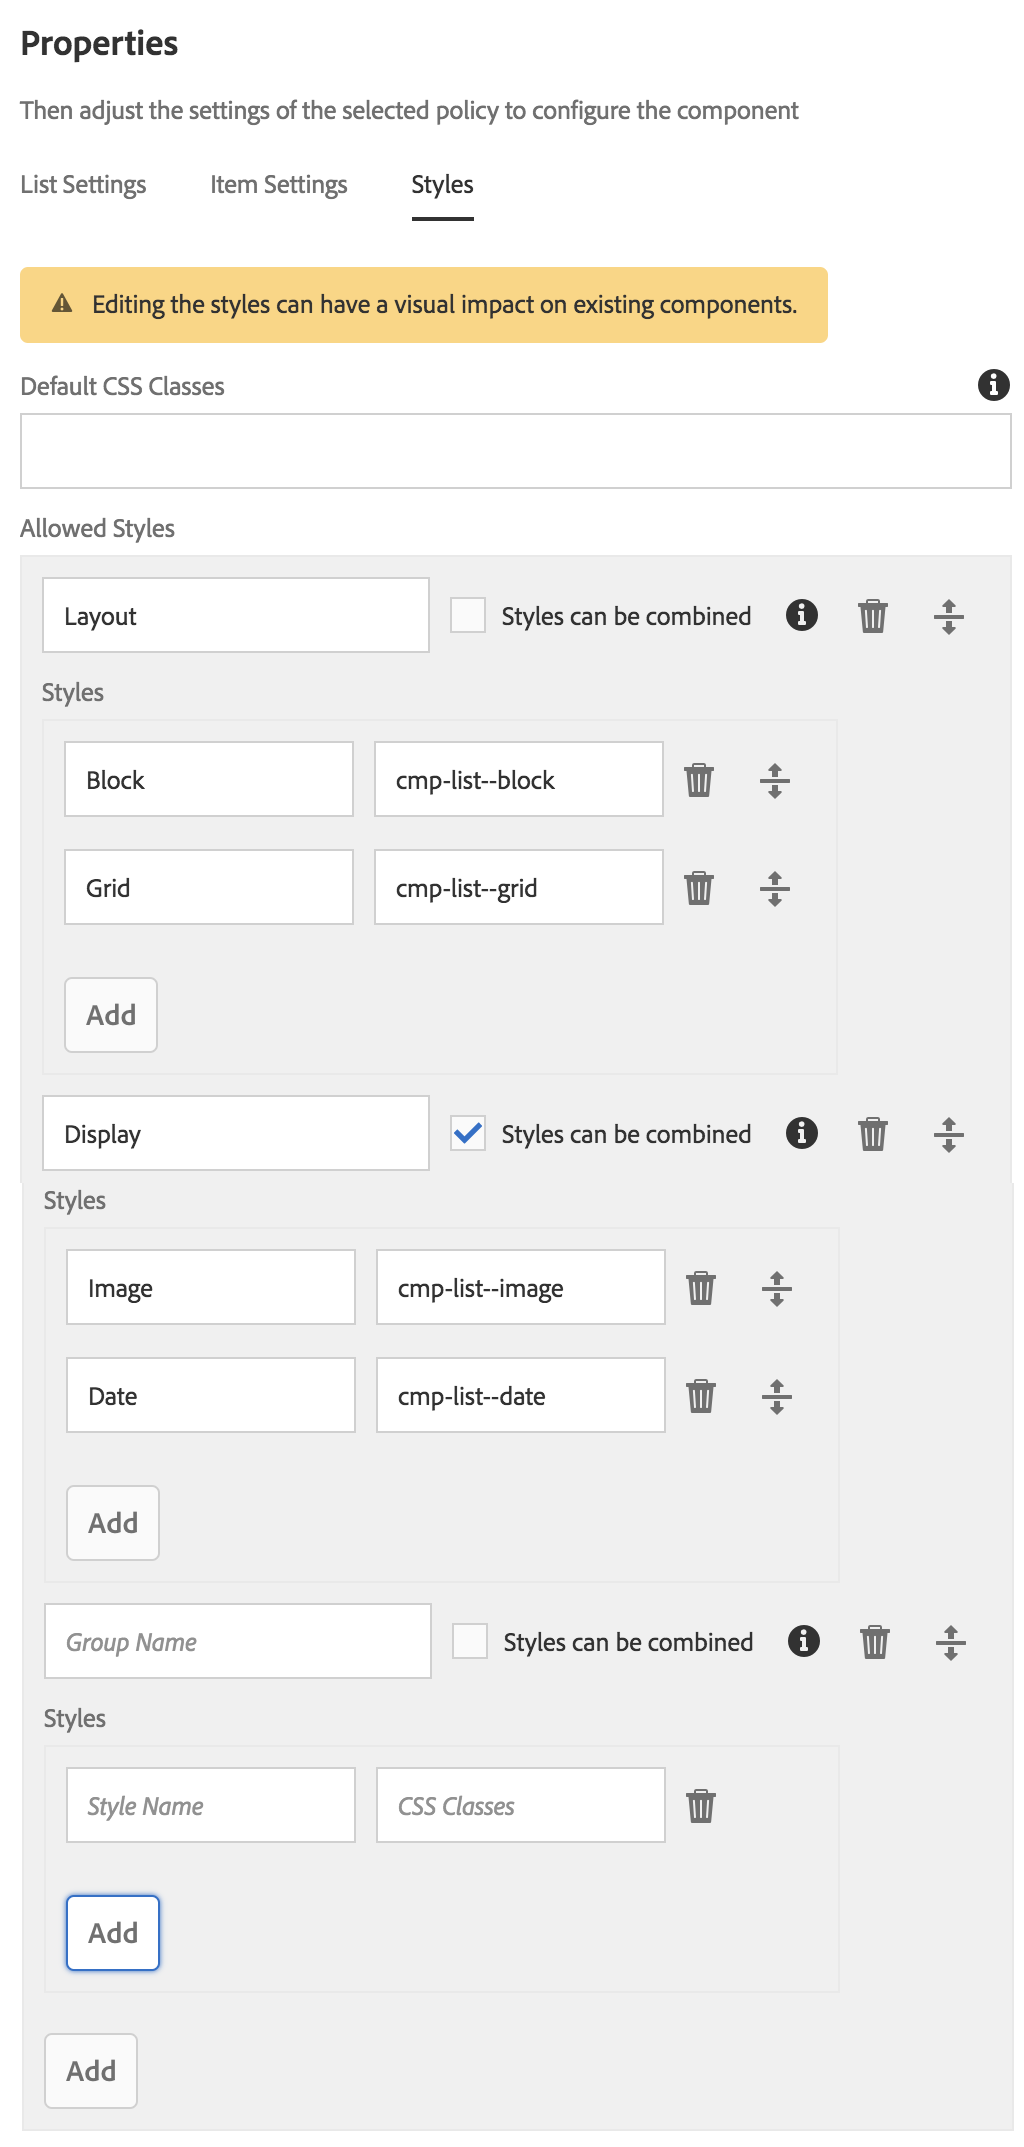 Properties
Then adjust the settings of the selected policy to configure the component
List Settings Item Settings Styles
Editing the styles can have a visual impact on existing components.
Default CSS Classes
Allowed Styles
Layout Styles can be combined
Styles
Block cmp-list--block
Grid cmp-list--grid
Add
Display Styles can be combined
Styles
Image cmp-list--image
Date cmp-list--date
Add
Group Name Styles can be combined
Styles
Style Name CSS Classes
Add
Add